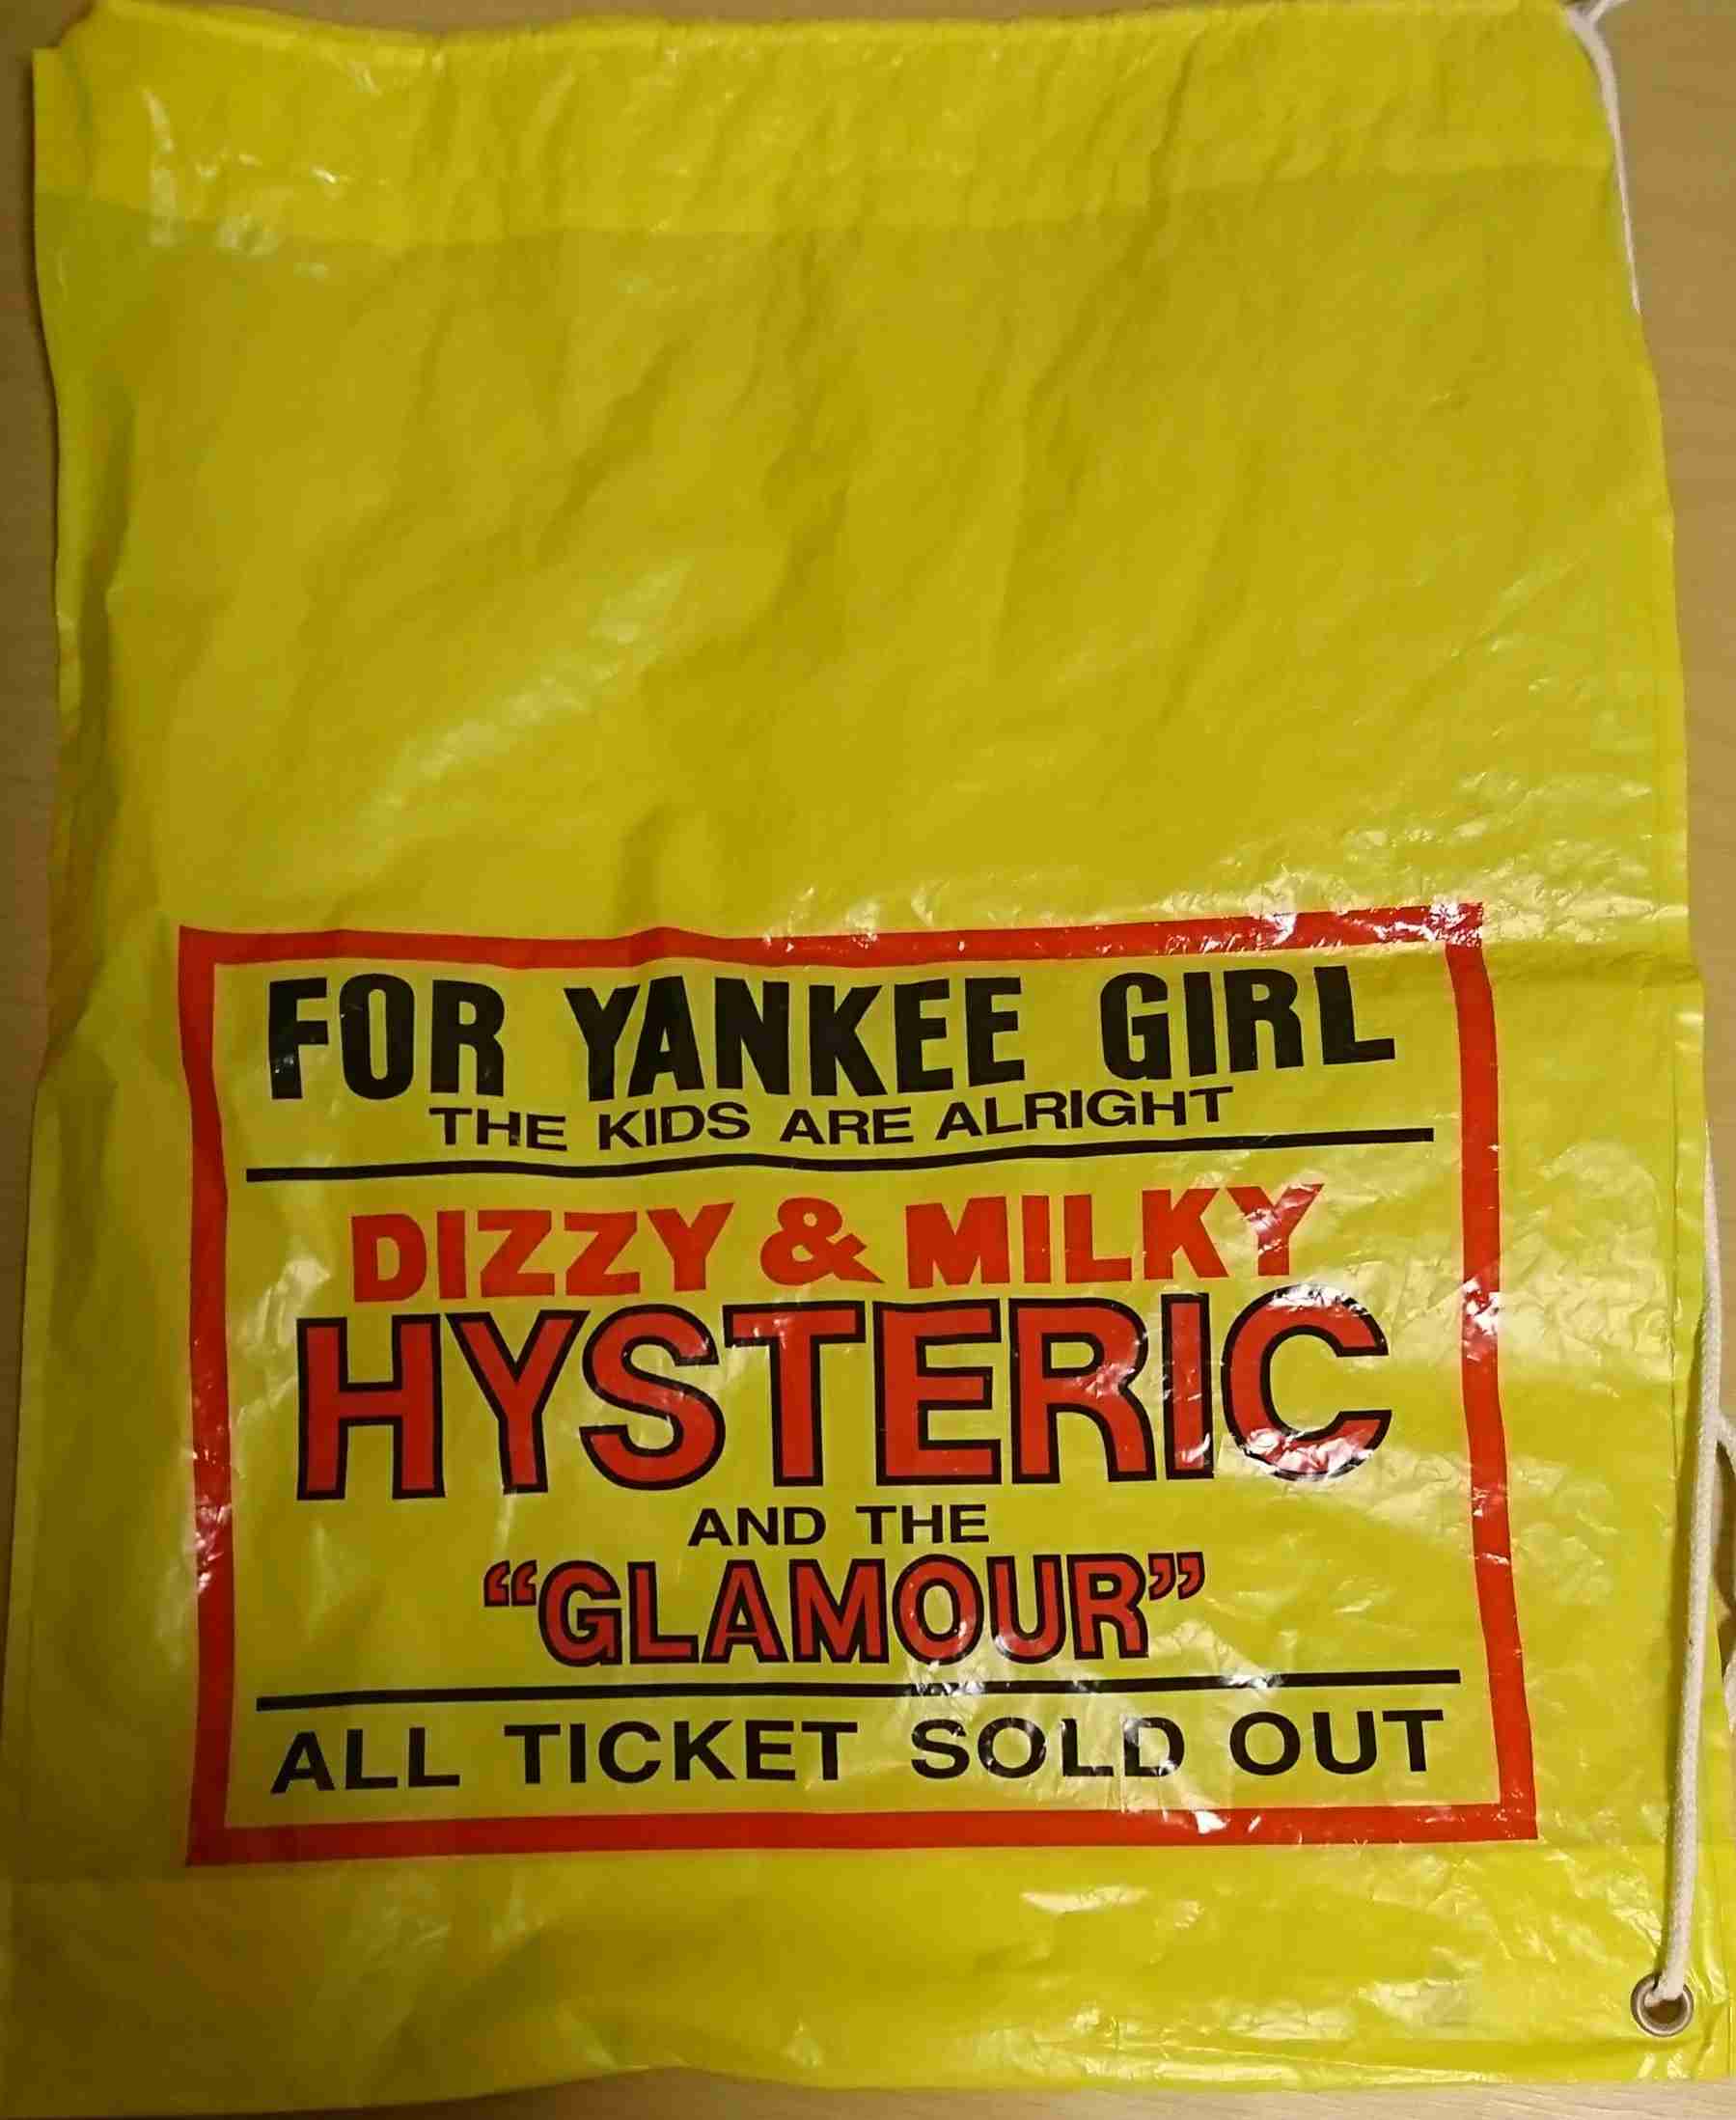 FOR YANKEE GIRL
THE KIDS ARE ALRIGHT
DIZZY & MILKY
HYSTERIC
AND THE
“GLAMOUR”
ALL TICKET SOLD OUT